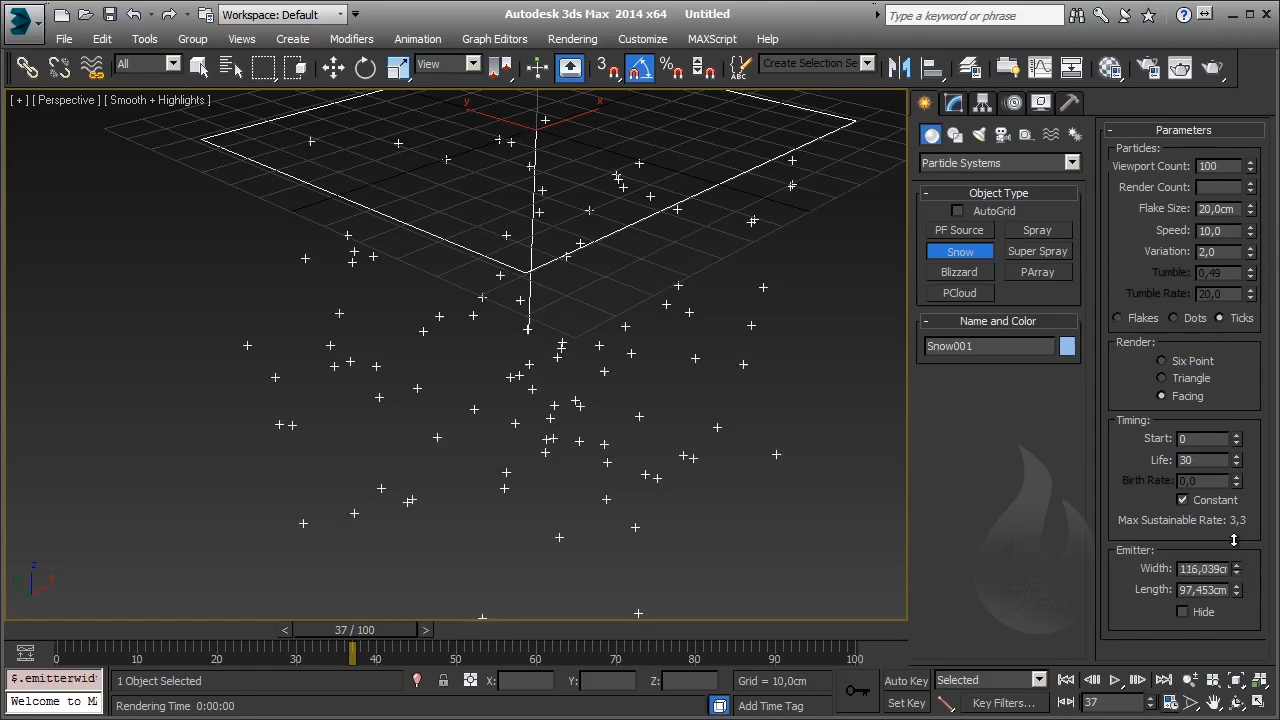 Workspace: Default
Autodesk 3ds Max 2014 x64 Untitled
Type a keyword or phrase
File Edit Tools Group Views Create Modifiers Animation Graph Editors Rendering Customize MAXScript Help
All
View
3
%
ABC
Create Selection Se
[ + ] [ Perspective ] [ Smooth + Highlights ]
y
x
z
Particle Systems
- Object Type
AutoGrid
PF Source Spray
Snow Super Spray
Blizzard PArray
PCloud
- Name and Color
Snow001
- Parameters
Particles:
Viewport Count: 100
Render Count:
Flake Size: 20,0cm
Speed: 10,0
Variation: 2,0
Tumble: 0,49
Tumble Rate: 20,0
Flakes Dots Ticks
Render:
Six Point
Triangle
Facing
Timing:
Start: 0
Life: 30
Birth Rate: 0,0
Constant
Max Sustainable Rate: 3,3
Emitter:
Width: 116,039cm
Length: 97,453cm
Hide
< 37 / 100 >
0 10 20 30 40 50 60 70 80 90 100
$.emitterwid
1 Object Selected
X: Y: Z:
Grid = 10,0cm
Auto Key
Selected
Welcome to M
Rendering Time 0:00:00
Add Time Tag
Set Key
Key Filters...
37